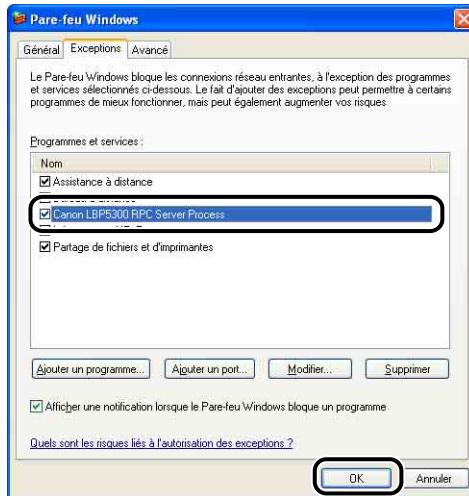 Pare-feu Windows
Général Exceptions Avancé
Le Pare-feu Windows bloque les connexions réseau entrantes, à l'exception des programmes
et services sélectionnés ci-dessous. Le fait d'ajouter des exceptions peut permettre à certains
programmes de mieux fonctionner, mais peut également augmenter vos risques
Programmes et services :
Nom
Assistance à distance
Canon LBP5300 RPC Server Process
Partage de fichiers et d'imprimantes
Ajouter un programme... Ajouter un port... Modifier... Supprimer
Afficher une notification lorsque le Pare-feu Windows bloque un programme
Quels sont les risques liés à l'autorisation des exceptions ?
OK Annuler